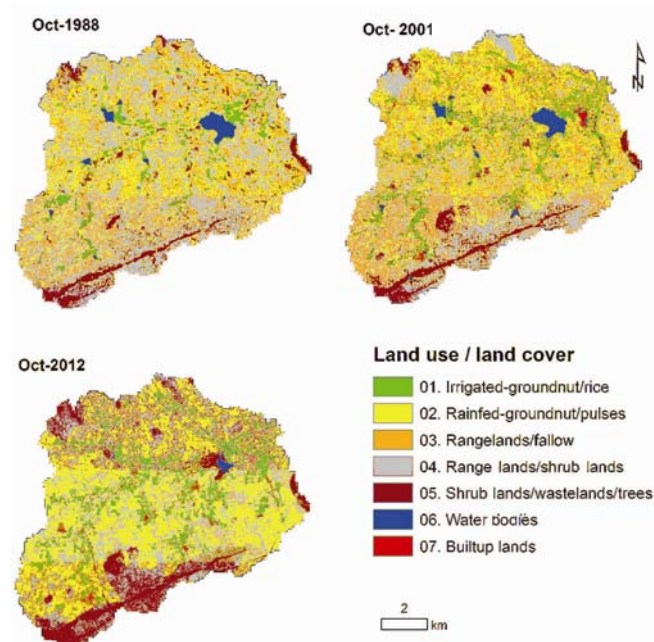 Oct-1988
Oct- 2001
N
Oct-2012
Land use / land cover
01. Irrigated-groundnut/rice
02. Rainfed-groundnut/pulses
03. Rangelands/fallow
04. Range lands/shrub lands
05. Shrub lands/wastelands/trees
06. Water bodies
07. Builtup lands
2
km